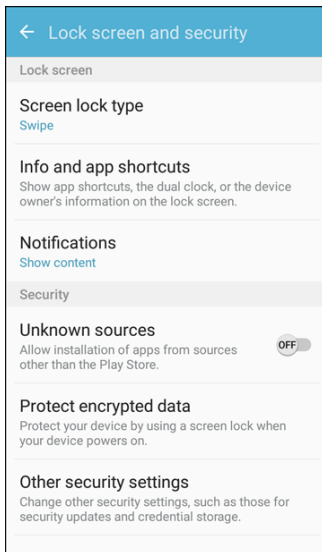 Lock screen and security
Lock screen
Screen lock type
Swipe
Info and app shortcuts
Show app shortcuts, the dual clock, or the device
owner's information on the lock screen.
Notifications
Show content
Security
Unknown sources
OFF
Allow installation of apps from sources
other than the Play Store.
Protect encrypted data
Protect your device by using a screen lock when
your device powers on.
Other security settings
Change other security settings, such as those for
security updates and credential storage.